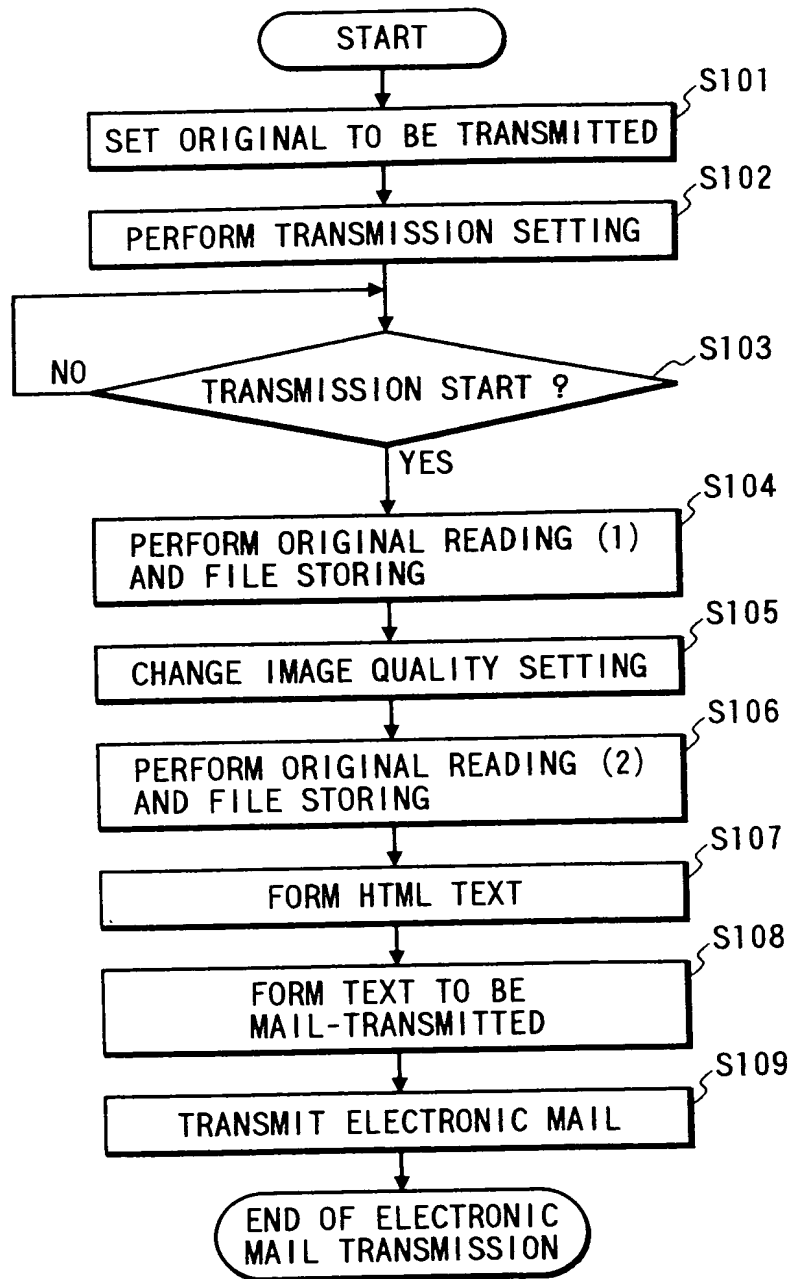 START
S101
SET ORIGINAL TO BE TRANSMITTED
S102
PERFORM TRANSMISSION SETTING
S103
NO
TRANSMISSION START ?
YES
S104
PERFORM ORIGINAL READING (1)
AND FILE STORING
S105
CHANGE IMAGE QUALITY SETTING
S106
PERFORM ORIGINAL READING (2)
AND FILE STORING
S107
FORM HTML TEXT
S108
FORM TEXT TO BE
MAIL-TRANSMITTED
S109
TRANSMIT ELECTRONIC MAIL
END OF ELECTRONIC
MAIL TRANSMISSION